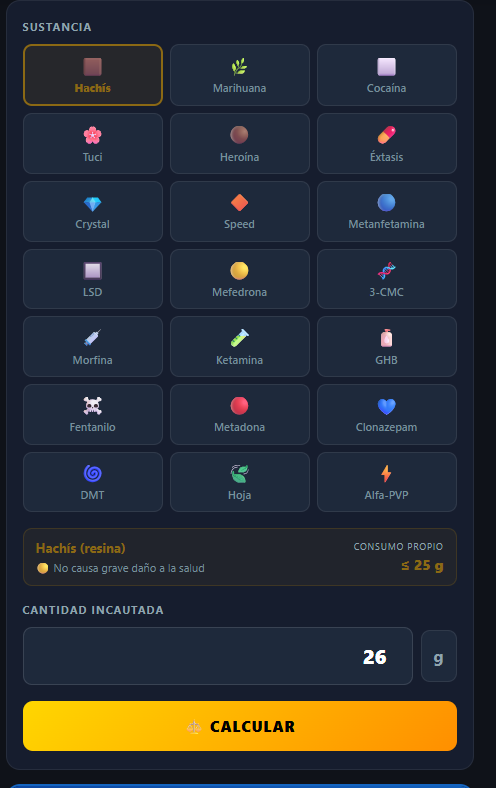 SUSTANCIA
Hachís Marihuana Cocaína
Tuci Heroína Éxtasis
Crystal Speed Metanfetamina
LSD Mefedrona 3-CMC
Morfina Ketamina GHB
Fentanilo Metadona Clonazepam
DMT Hoja Alfa-PVP
Hachís (resina) CONSUMO PROPIO
No causa grave daño a la salud ≤ 25 g
CANTIDAD INCAUTADA
26 g
CALCULAR